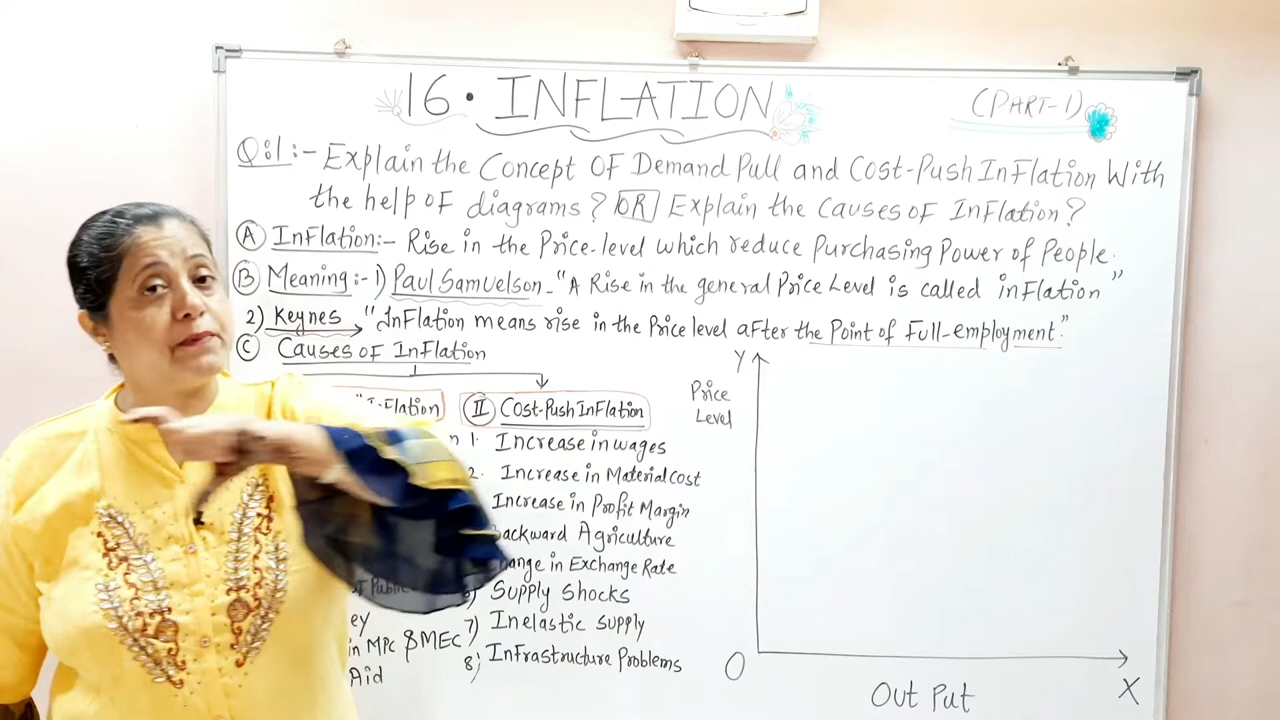 16. INFLATION (PART-1)
Q:1:- Explain the Concept OF Demand Pull and Cost-Push InFlation With
the help OF diagrams? OR Explain the Causes OF InFlation?
A InFlation:- Rise in the Price-level which reduce Purchasing Power of People.
B Meaning:-1) Paul Samuelson- "A Rise in the general Price Level is called inflation"
2) Keynes "InFlation means rise in the Price level after the Point of Full-employment."
C Causes OF InFlation
II Cost-Push InFlation
1. Increase in wages
2. Increase in Material Cost
Increase in Profit Margin
Backward Agriculture
in Exchange Rate
Supply Shocks
7) Inelastic Supply
8) Infrastructure Problems
of Public
in MPC & MEC
Aid
Y
Price
Level
O
X
Out Put